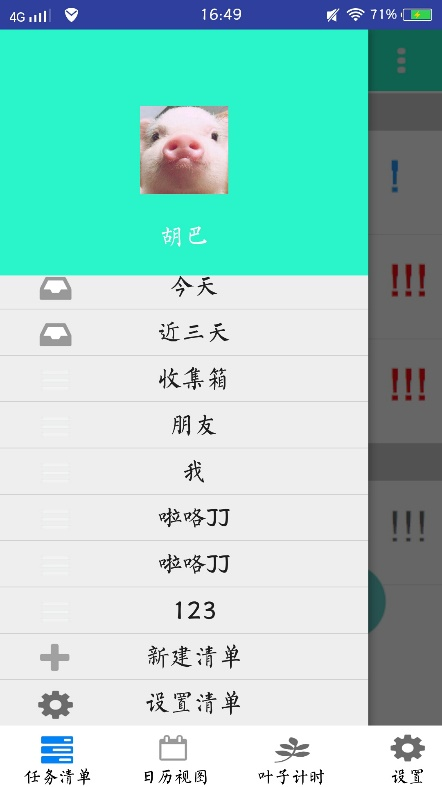 4G 16:49 71%
胡巴
今天
近三天
收集箱
朋友
我
啦咯JJ
啦咯JJ
123
新建清单
设置清单
任务清单 日历视图 叶子计时 设置